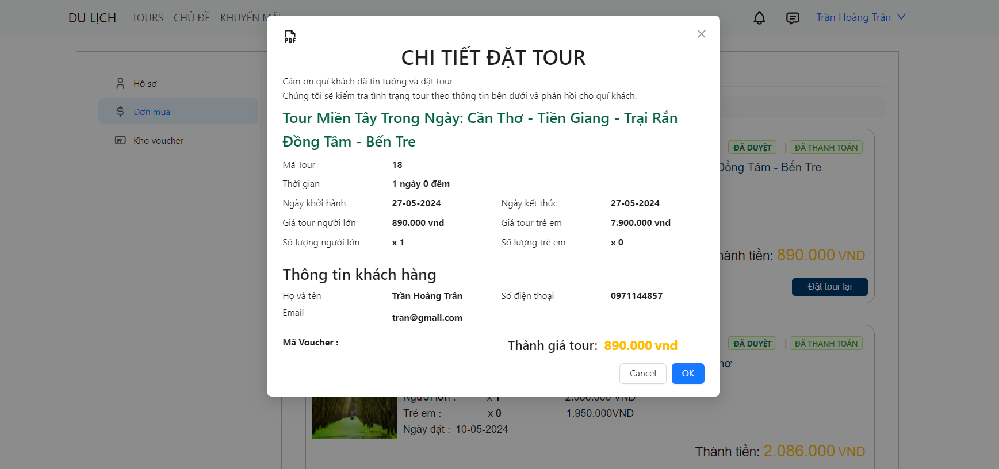 DU LỊCH TOURS CHỦ ĐỀ KHUYẾN MÃI Trần Hoàng Trân
Hồ sơ
Đơn mua
Kho voucher
PDF
CHI TIẾT ĐẶT TOUR
Cảm ơn quí khách đã tin tưởng và đặt tour
Chúng tôi sẽ kiểm tra tình trạng tour theo thông tin bên dưới và phản hồi cho quí khách.
Tour Miền Tây Trong Ngày: Cần Thơ - Tiền Giang - Trại Rắn
Đồng Tâm - Bến Tre
Mã Tour 18
Thời gian 1 ngày 0 đêm
Ngày khởi hành 27-05-2024 Ngày kết thúc 27-05-2024
Giá tour người lớn 890.000 vnd Giá tour trẻ em 7.900.000 vnd
Số lượng người lớn x 1 Số lượng trẻ em x 0
Thông tin khách hàng
Họ và tên Trần Hoàng Trân Số điện thoại 0971144857
Email tran@gmail.com
Mã Voucher : Thành giá tour: 890.000 vnd
Cancel OK
ĐÃ DUYỆT | ĐÃ THANH TOÁN
Đồng Tâm - Bến Tre
tiền: 890.000 VND
Đặt tour lại
ĐÃ DUYỆT | ĐÃ THANH TOÁN
Người lớn : x 1 2.086.000 VND
Trẻ em : x 0 1.950.000VND
Ngày đặt : 10-05-2024
Thành tiền: 2.086.000 VND